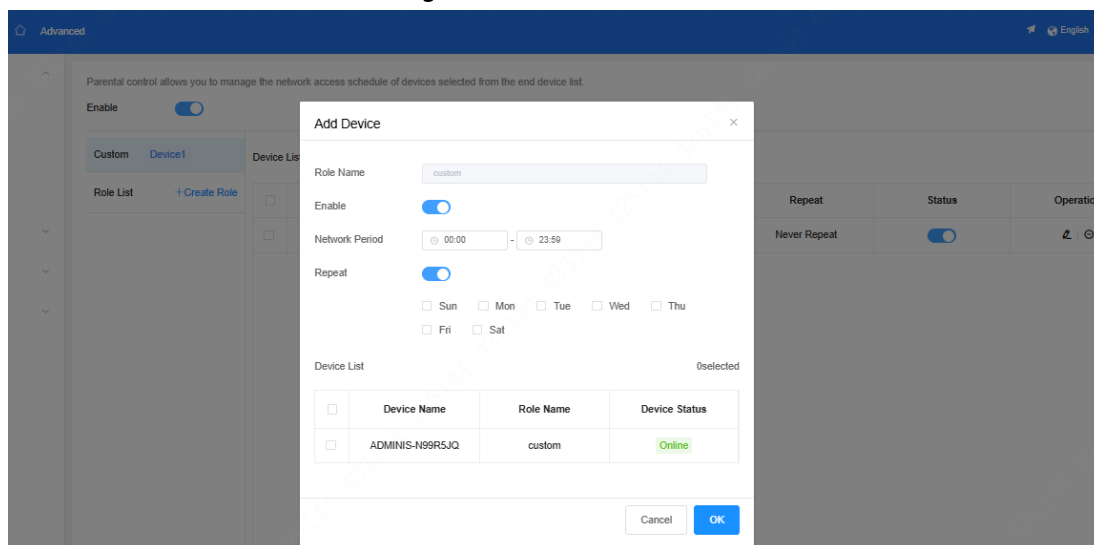 Advanced
English
Parental control allows you to manage the network access schedule of devices selected from the end device list.
Enable
Custom Device1
Device Lis
Role List +Create Role
Repeat Status Operatio
Never Repeat
Add Device
Role Name custom
Enable
Network Period 00:00 - 23:59
Repeat
Sun Mon Tue Wed Thu
Fri Sat
Device List 0selected
Device Name Role Name Device Status
ADMINIS-N99R5JQ custom Online
Cancel OK